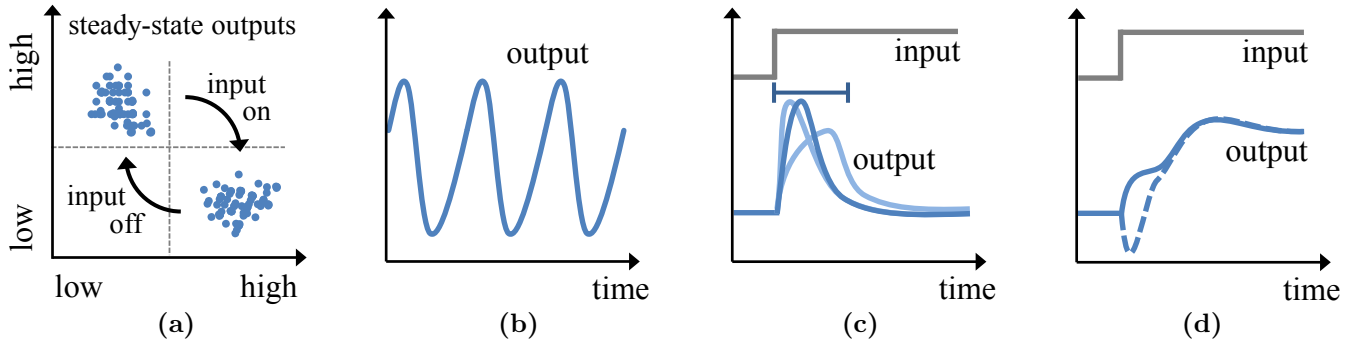 steady-state outputs
high
low
input
on
input
off
low
high
(a)
output
time
(b)
input
output
time
(c)
input
output
time
(d)